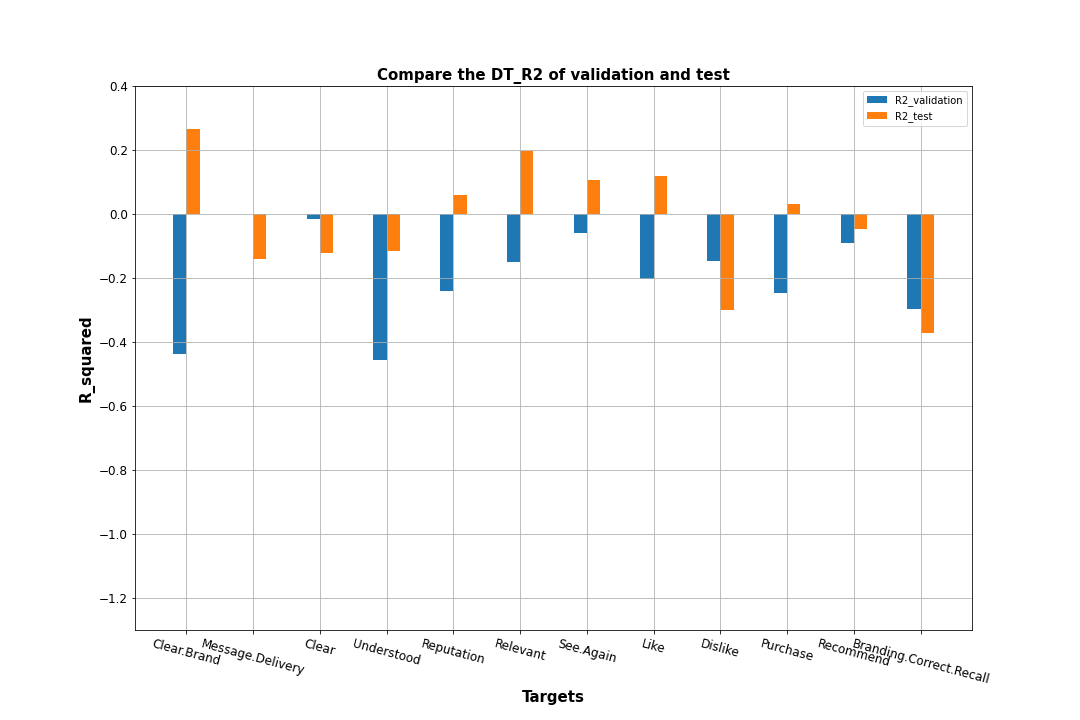 Compare the DT_R2 of validation and test
R2_validation
R2_test
R_squared
0.4
0.2
0.0
−0.2
−0.4
−0.6
−0.8
−1.0
−1.2
Clear.Brand
Message.Delivery
Clear
Understood
Reputation
Relevant
See.Again
Like
Dislike
Purchase
Recommend
Branding.Correct.Recall
Targets